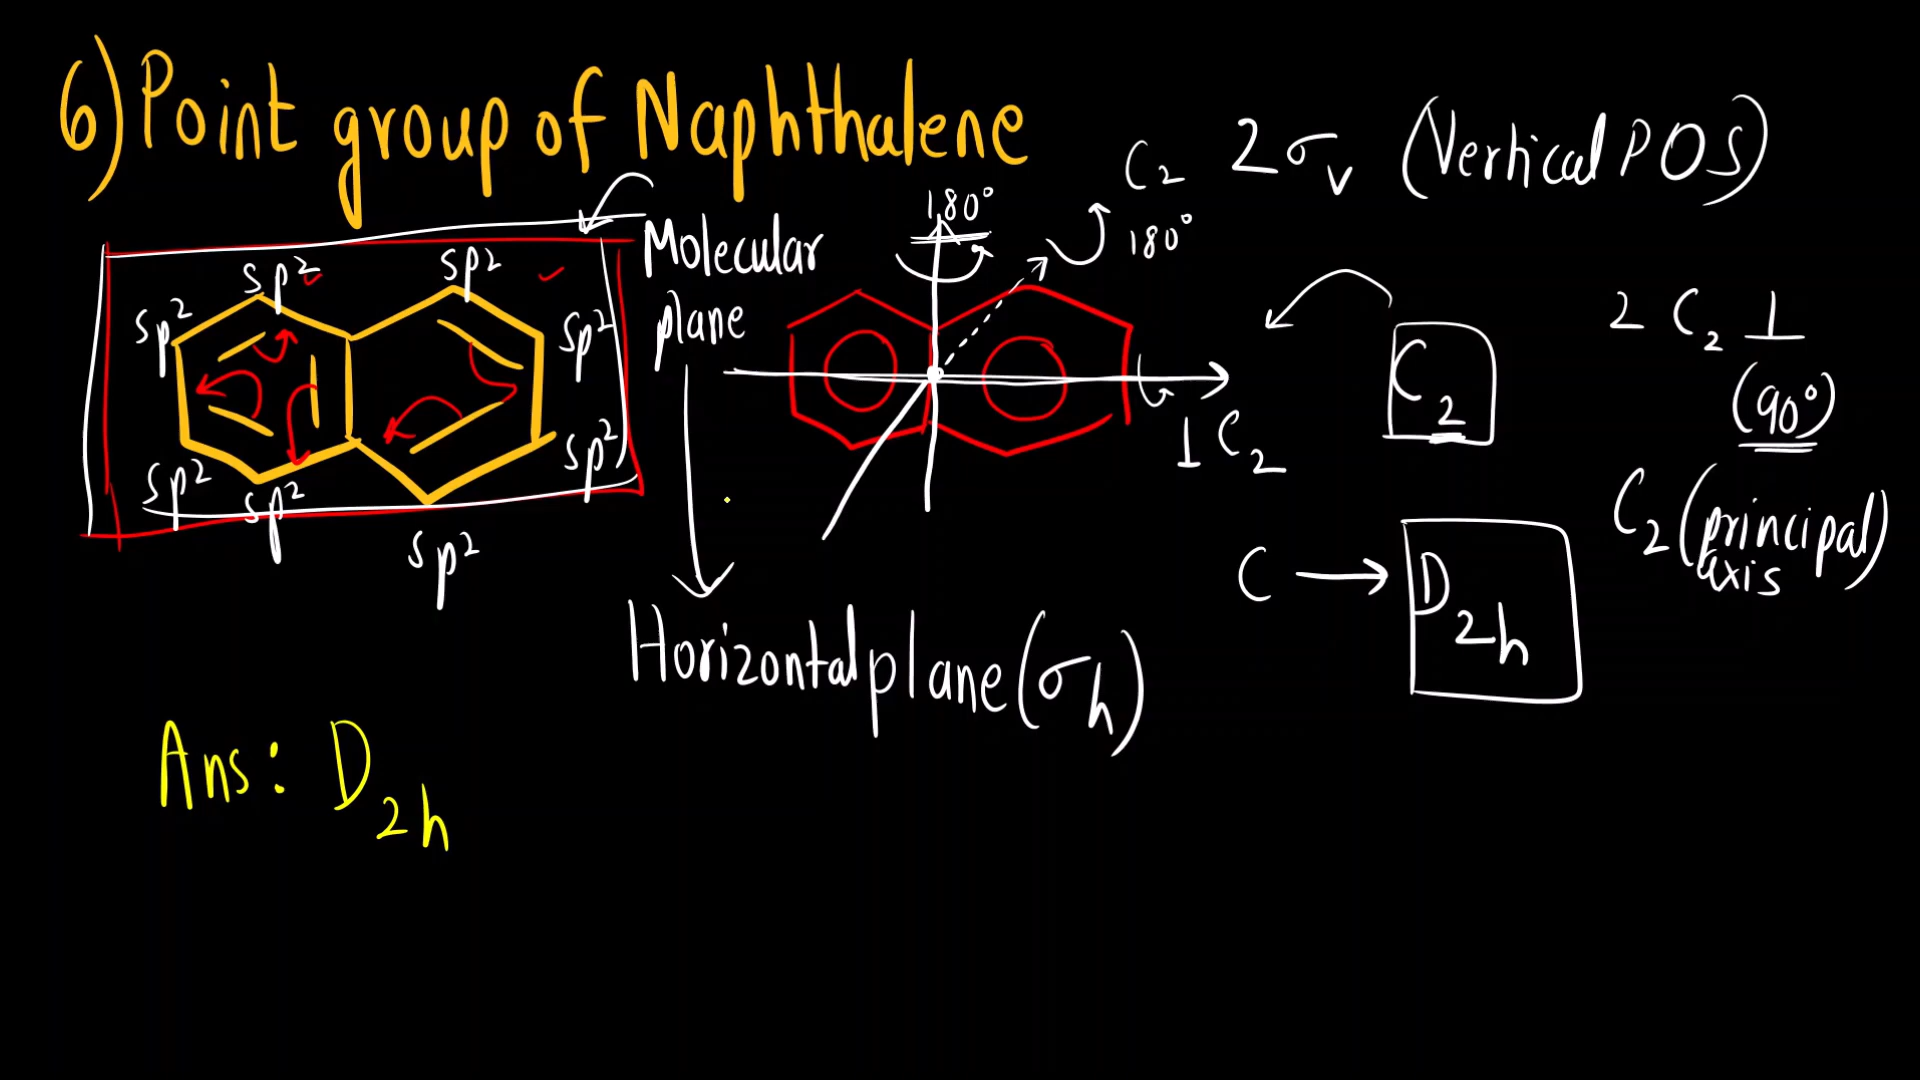 6) Point group of Naphthalene
C₂ 2σᵥ (Vertical POS)
180°
180°
Molecular
plane
sp²
sp²
sp²
sp²
sp²
sp²
sp²
sp²
1 C₂
C₂
2 C₂ ⊥
(90°)
C₂ (principal)
axis
C → D₂h
Horizontal plane (σh)
Ans: D₂h